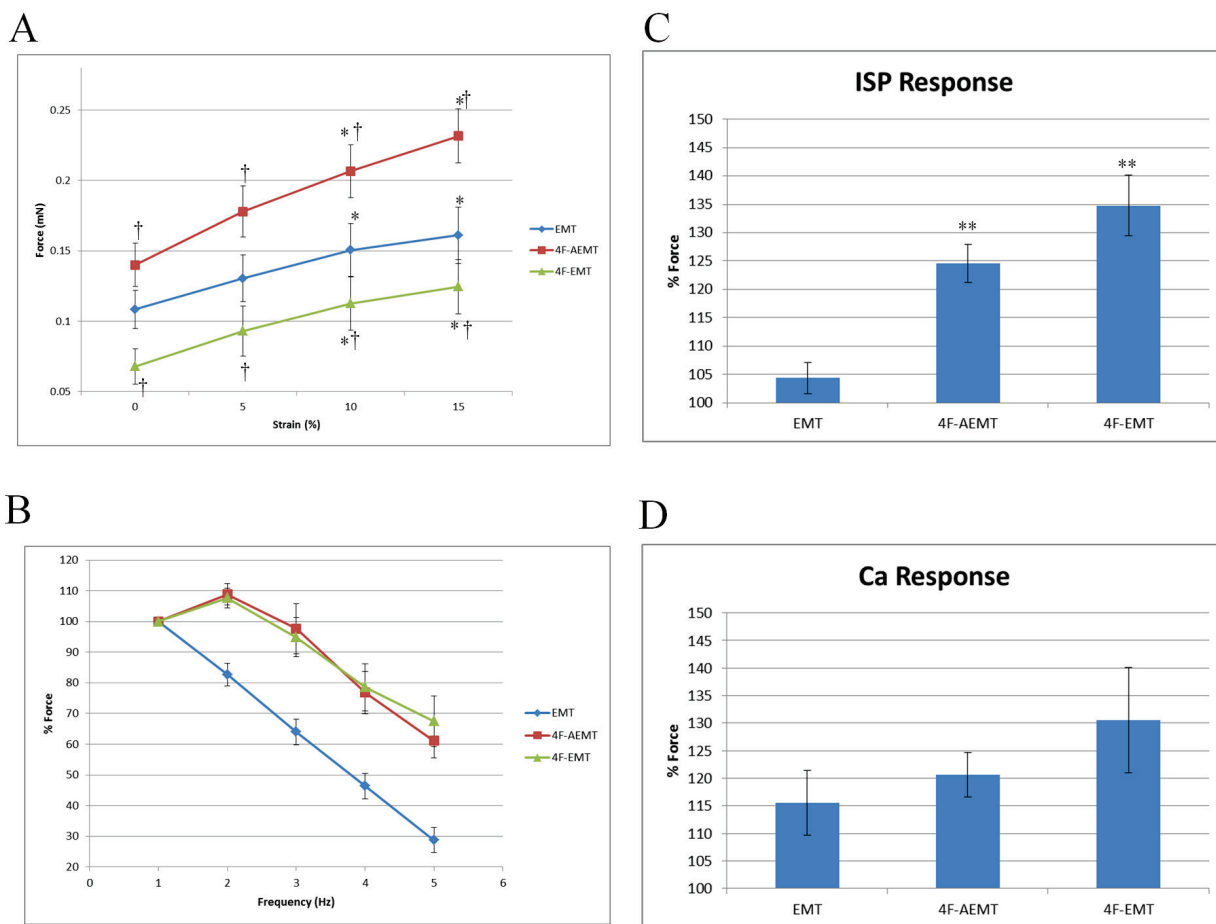 A
0.25
0.2
0.15
0.1
0.05
Force (mN)
0 5 10 15
Strain (%)
† † *† *†
* *
† † *† *†
EMT
4F-AEMT
4F-EMT
B
120
110
100
90
80
70
60
50
40
30
20
% Force
0 1 2 3 4 5 6
Frequency (Hz)
EMT
4F-AEMT
4F-EMT
C
ISP Response
150
145
140
135
130
125
120
115
110
105
100
% Force
** **
EMT 4F-AEMT 4F-EMT
D
Ca Response
150
145
140
135
130
125
120
115
110
105
100
% Force
EMT 4F-AEMT 4F-EMT